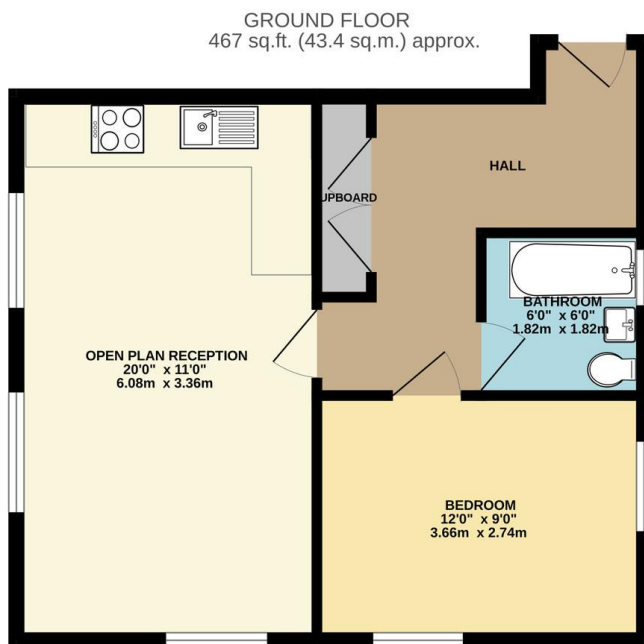 GROUND FLOOR
467 sq.ft. (43.4 sq.m.) approx.
HALL
UPBOARD
BATHROOM
6'0" x 6'0"
1.82m x 1.82m
OPEN PLAN RECEPTION
20'0" x 11'0"
6.08m x 3.36m
BEDROOM
12'0" x 9'0"
3.66m x 2.74m